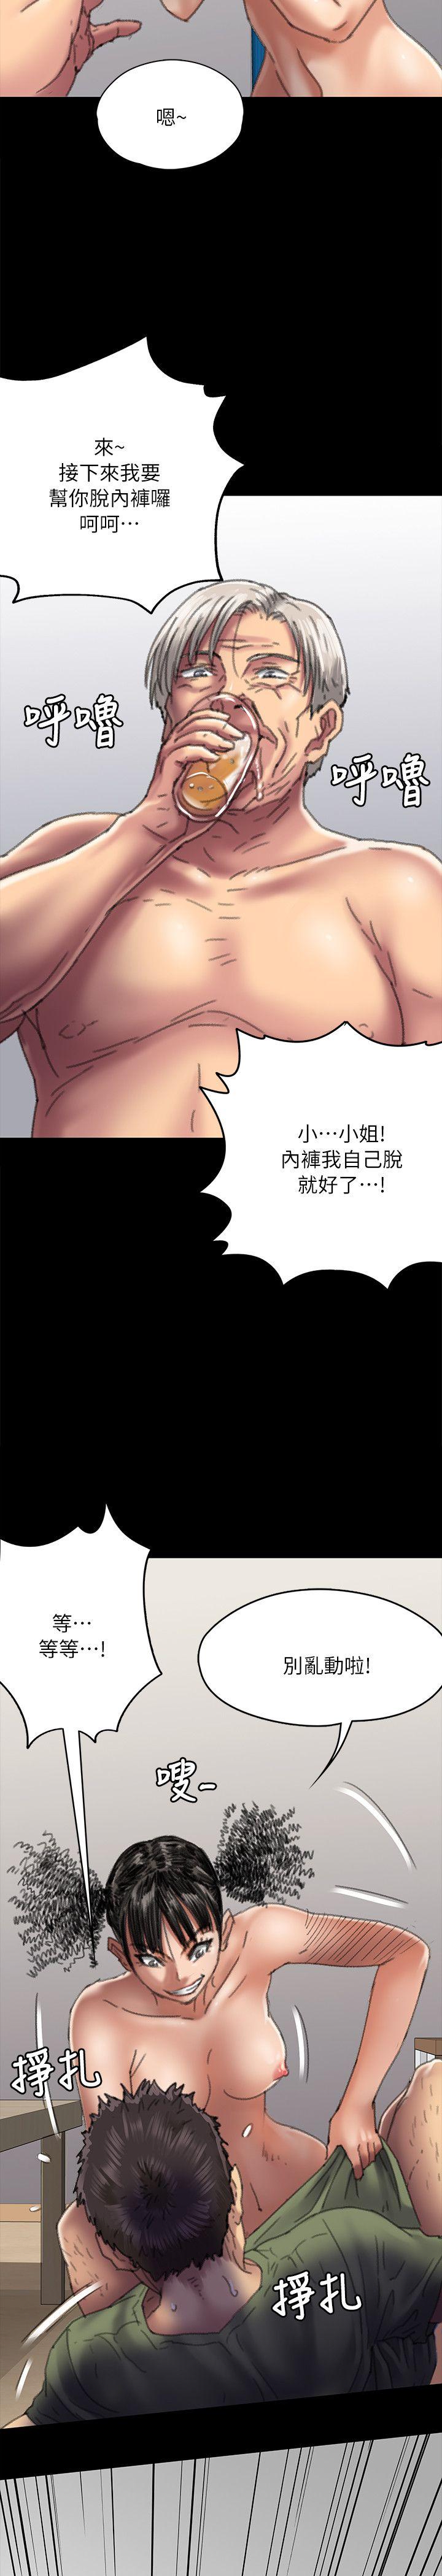 嗯~
來~
接下來我要
幫你脫內褲囉
呵呵⋯
呼嚕
呼嚕
小⋯小姐!
內褲我自己脫
就好了⋯!
等⋯
等等⋯!
別亂動啦!
嗖-
掙扎
掙扎